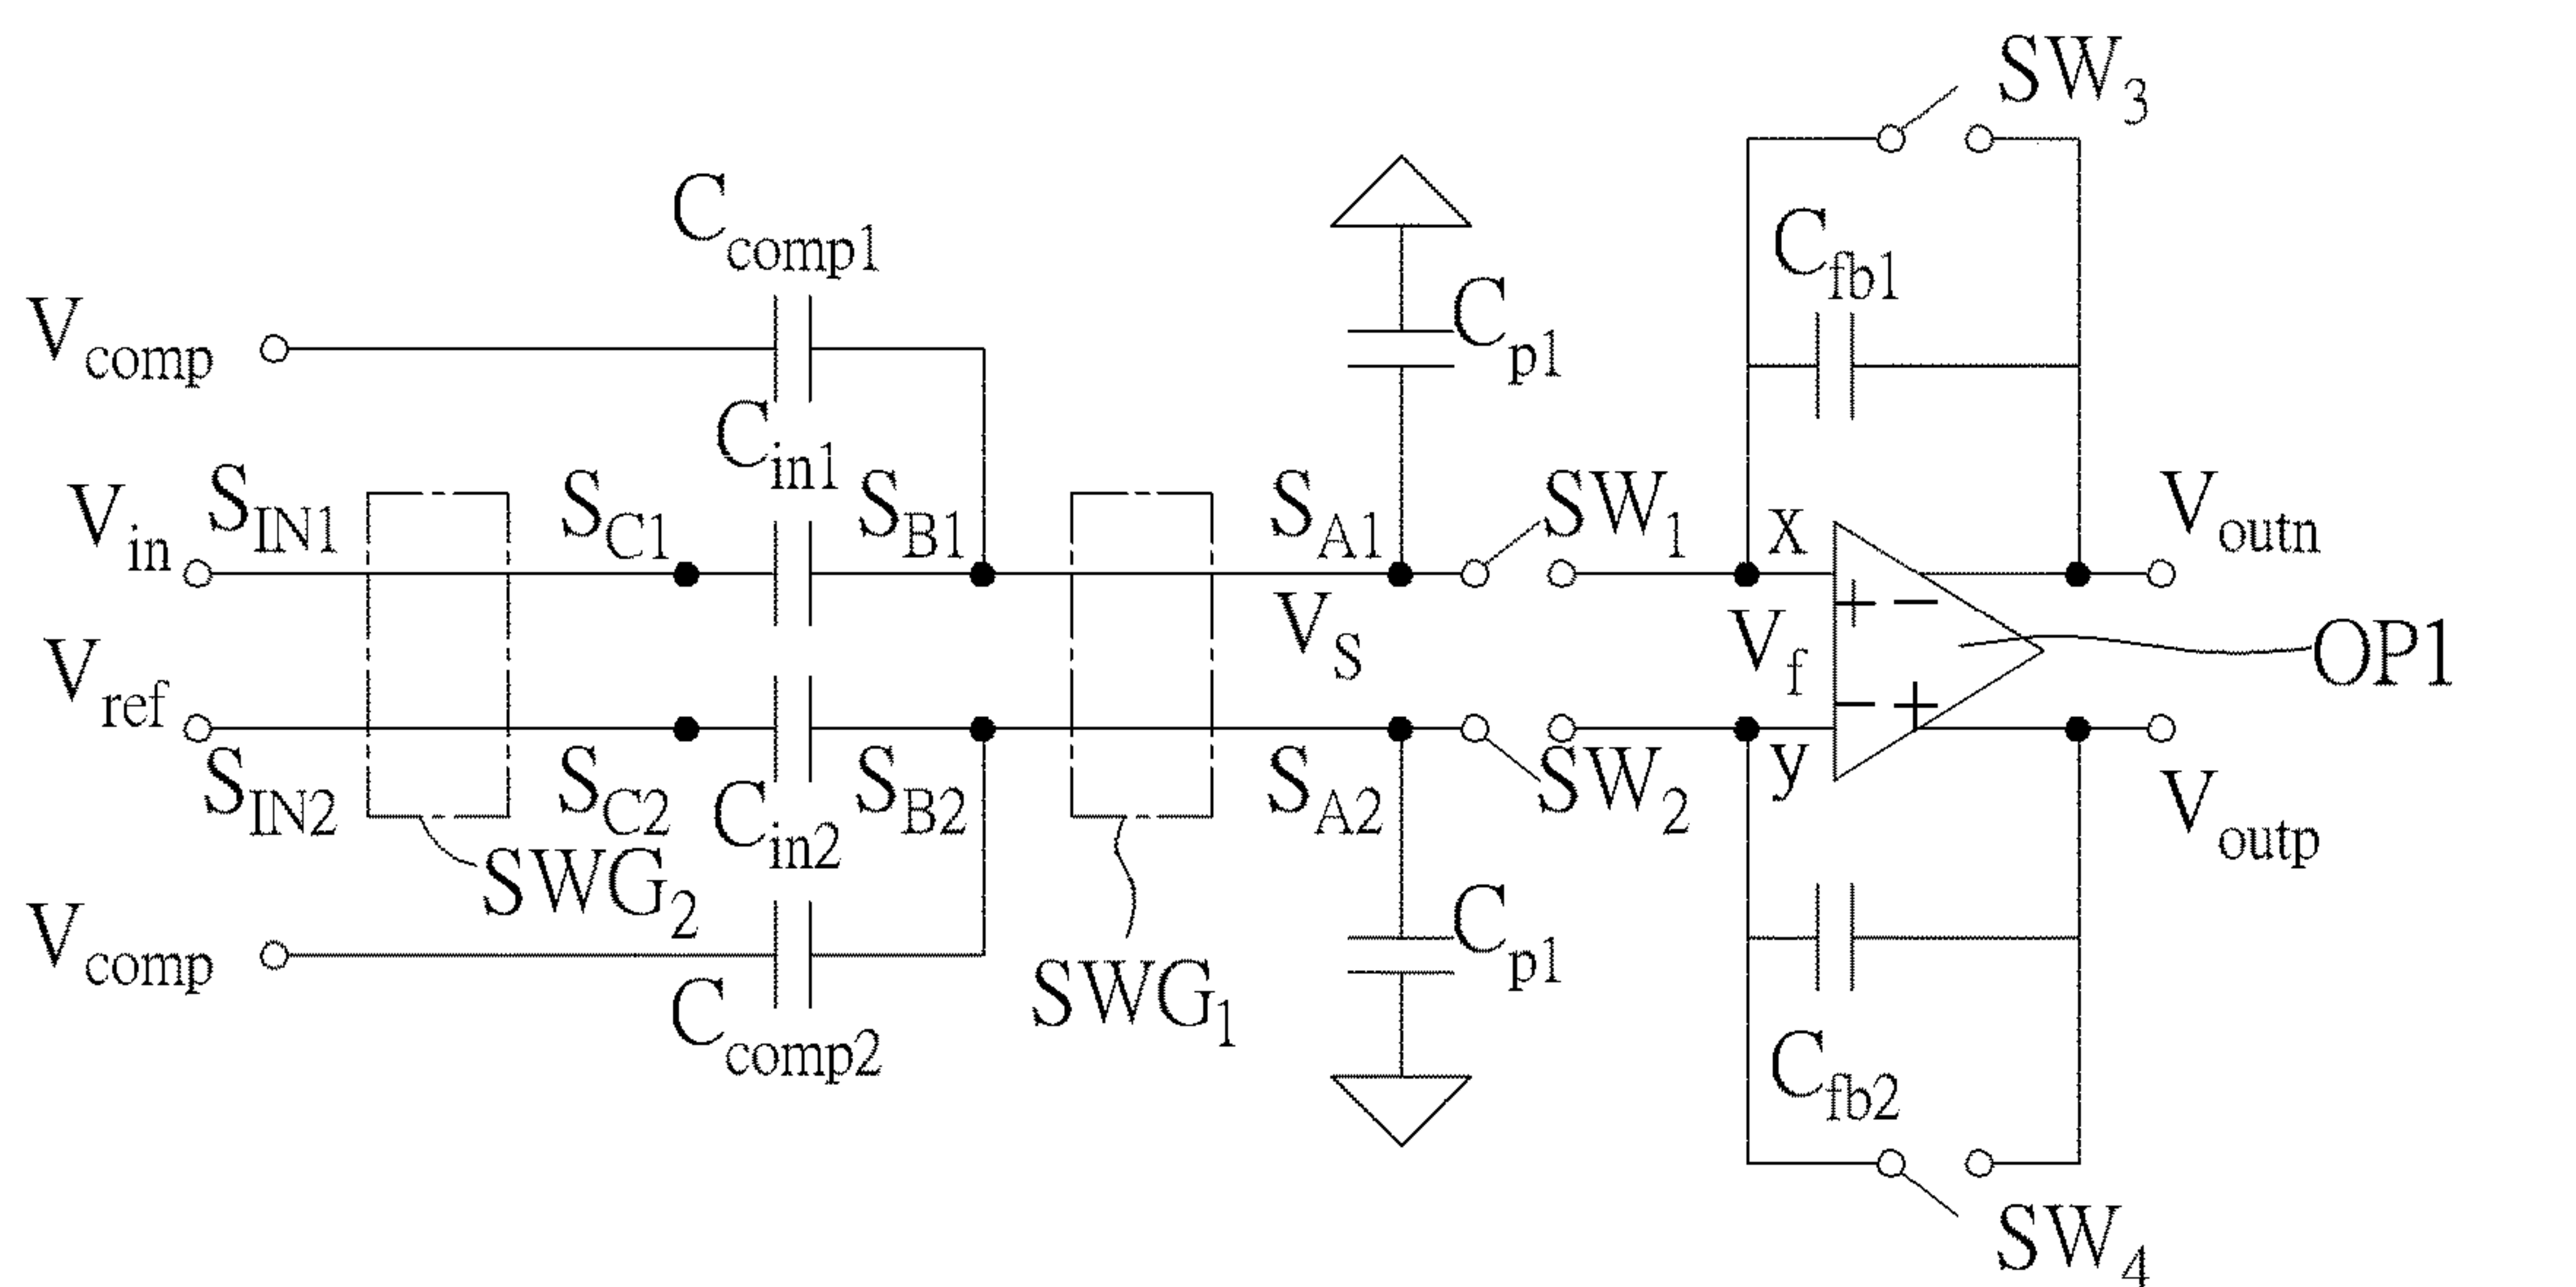 SW3
Ccomp1
Cfb1
Vcomp
Cp1
Cin1
Vin
SIN1
SC1
SB1
SA1
SW1
x
Voutn
+ −
VS
Vf
OP1
Vref
− +
SIN2
SC2
Cin2
SB2
SA2
SW2
y
Voutp
SWG2
Vcomp
Cp1
SWG1
Ccomp2
Cfb2
SW4